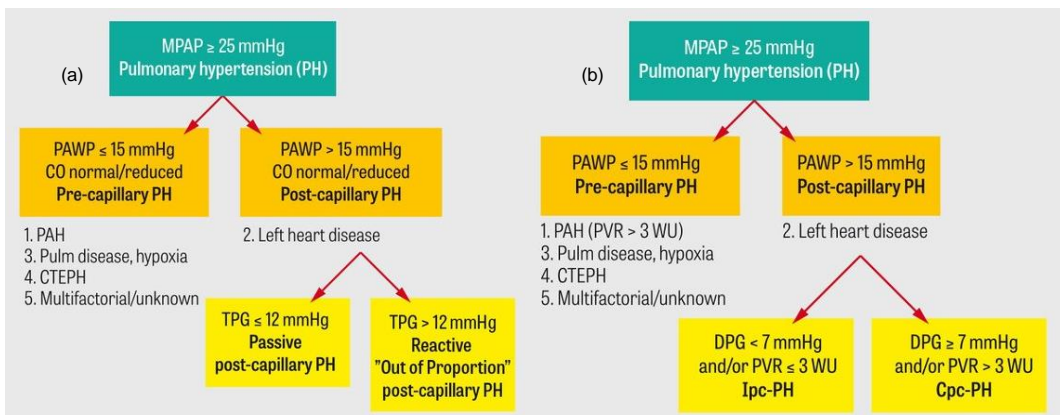 (a)
MPAP ≥ 25 mmHg
Pulmonary hypertension (PH)
PAWP ≤ 15 mmHg
CO normal/reduced
Pre-capillary PH
PAWP > 15 mmHg
CO normal/reduced
Post-capillary PH
1. PAH
3. Pulm disease, hypoxia
4. CTEPH
5. Multifactorial/unknown
2. Left heart disease
TPG ≤ 12 mmHg
Passive
post-capillary PH
TPG > 12 mmHg
Reactive
"Out of Proportion"
post-capillary PH
(b)
MPAP ≥ 25 mmHg
Pulmonary hypertension (PH)
PAWP ≤ 15 mmHg
Pre-capillary PH
PAWP > 15 mmHg
Post-capillary PH
1. PAH (PVR > 3 WU)
3. Pulm disease, hypoxia
4. CTEPH
5. Multifactorial/unknown
2. Left heart disease
DPG < 7 mmHg
and/or PVR ≤ 3 WU
Ipc-PH
DPG ≥ 7 mmHg
and/or PVR > 3 WU
Cpc-PH